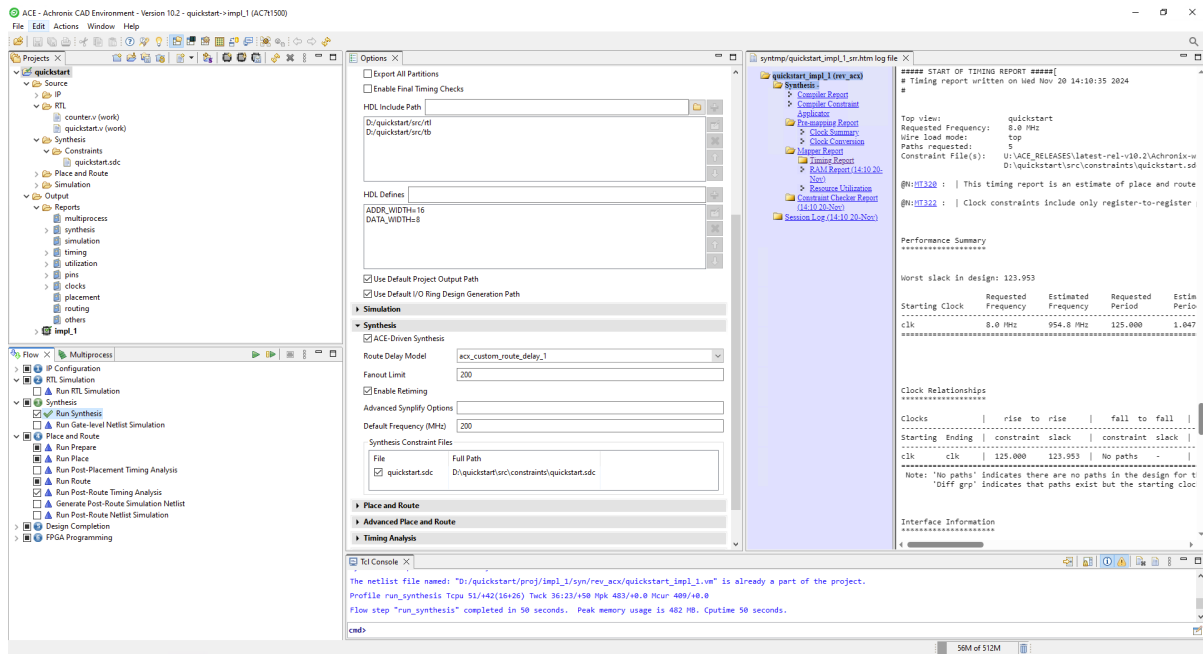 ACE - Achronix CAD Environment - Version 10.2 - quickstart->impl_1 (AC7t1500)
File Edit Actions Window Help
Projects
quickstart
Source
IP
RTL
counter.v (work)
quickstart.v (work)
Synthesis
Constraints
quickstart.sdc
Place and Route
Simulation
Output
Reports
multiprocess
synthesis
simulation
timing
utilization
pins
clocks
placement
routing
others
impl_1
Flow Multiprocess
IP Configuration
RTL Simulation
Run RTL Simulation
Synthesis
Run Synthesis
Run Gate-level Netlist Simulation
Place and Route
Run Prepare
Run Place
Run Post-Placement Timing Analysis
Run Route
Run Post-Route Timing Analysis
Generate Post-Route Simulation Netlist
Run Post-Route Netlist Simulation
Design Completion
FPGA Programming
Options
Export All Partitions
Enable Final Timing Checks
HDL Include Path
D:/quickstart/src/rtl
D:/quickstart/src/tb
HDL Defines
ADDR_WIDTH=16
DATA_WIDTH=8
Use Default Project Output Path
Use Default I/O Ring Design Generation Path
Simulation
Synthesis
ACE-Driven Synthesis
Route Delay Model acx_custom_route_delay_1
Fanout Limit 200
Enable Retiming
Advanced Synplify Options
Default Frequency (MHz) 200
Synthesis Constraint Files
File Full Path
quickstart.sdc D:\quickstart\src\constraints\quickstart.sdc
Place and Route
Advanced Place and Route
Timing Analysis
syntmp/quickstart_impl_1_srr.htm log file
quickstart_impl_1 (rev_acx)
Synthesis -
Compiler Report
Compiler Constraint
Applicator
Pre-mapping Report
Clock Summary
Clock Conversion
Mapper Report
Timing Report
RAM Report (14:10 20-
Nov)
Resource Utilization
Constraint Checker Report
(14:10 20-Nov)
Session Log (14:10 20-Nov)
##### START OF TIMING REPORT #####[
# Timing report written on Wed Nov 20 14:10:35 2024
#
Top view: quickstart
Requested Frequency: 8.0 MHz
Wire load mode: top
Paths requested: 5
Constraint File(s): U:\ACE_RELEASES\latest-rel-v10.2\Achronix-w
D:\quickstart\src\constraints\quickstart.sd
@N:MT320 : | This timing report is an estimate of place and route
@N:MT322 : | Clock constraints include only register-to-register
Performance Summary
*******************
Worst slack in design: 123.953
Requested Estimated Requested Estim
Starting Clock Frequency Frequency Period Perio
clk 8.0 MHz 954.8 MHz 125.000 1.047
Clock Relationships
*******************
Clocks | rise to rise | fall to fall |
Starting Ending | constraint slack | constraint slack |
clk clk | 125.000 123.953 | No paths - |
Note: 'No paths' indicates there are no paths in the design for t
'Diff grp' indicates that paths exist but the starting cloc
Interface Information
*********************
Tcl Console
The netlist file named: "D:/quickstart/proj/impl_1/syn/rev_acx/quickstart_impl_1.vm" is already a part of the project.
Profile run_synthesis Tcpu 51/+42(16+26) Twck 36:23/+50 Mpk 483/+0.0 Mcur 409/+0.0
Flow step "run_synthesis" completed in 50 seconds. Peak memory usage is 482 MB. Cputime 50 seconds.
cmd>
56M of 512M